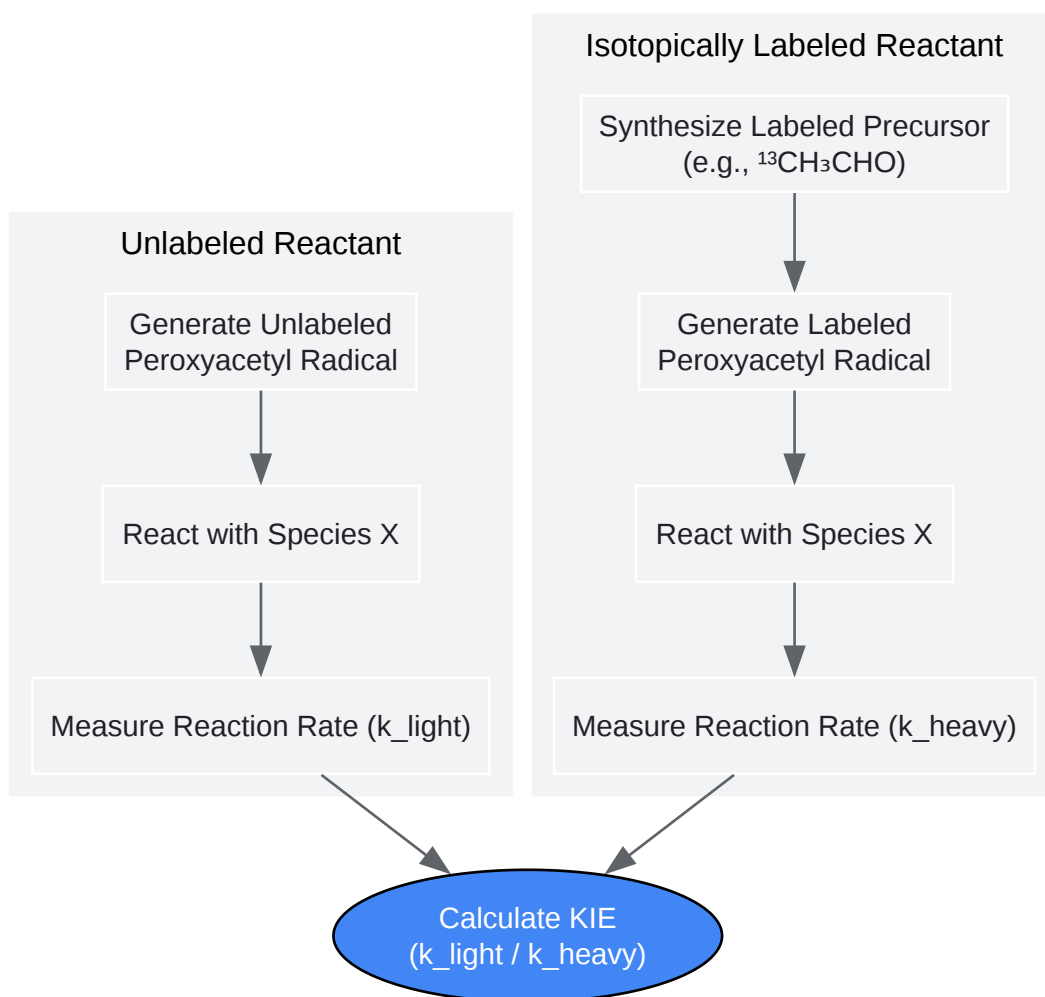 Unlabeled Reactant
Generate Unlabeled
Peroxyacetyl Radical
React with Species X
Measure Reaction Rate (k_light)
Isotopically Labeled Reactant
Synthesize Labeled Precursor
(e.g., ¹³CH₃CHO)
Generate Labeled
Peroxyacetyl Radical
React with Species X
Measure Reaction Rate (k_heavy)
Calculate KIE
(k_light / k_heavy)